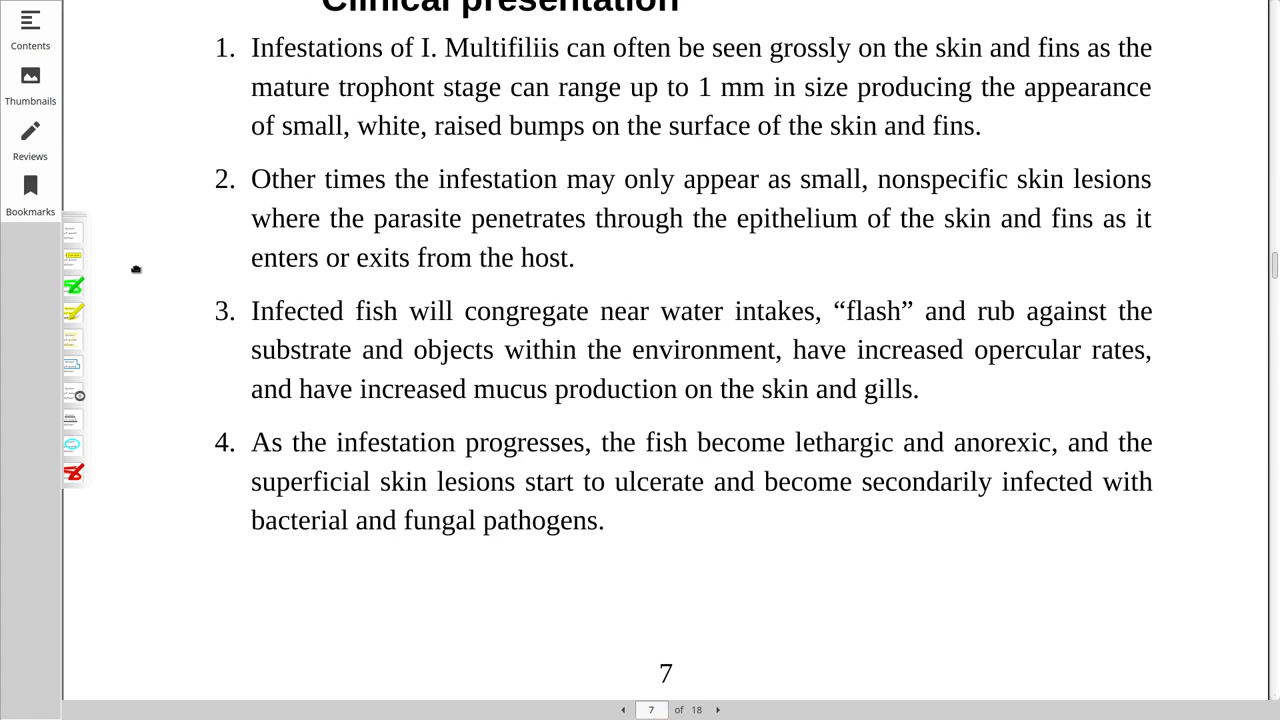 Clinical presentation
1. Infestations of I. Multifiliis can often be seen grossly on the skin and fins as the
mature trophont stage can range up to 1 mm in size producing the appearance
of small, white, raised bumps on the surface of the skin and fins.
2. Other times the infestation may only appear as small, nonspecific skin lesions
where the parasite penetrates through the epithelium of the skin and fins as it
enters or exits from the host.
3. Infected fish will congregate near water intakes, “flash” and rub against the
substrate and objects within the environment, have increased opercular rates,
and have increased mucus production on the skin and gills.
4. As the infestation progresses, the fish become lethargic and anorexic, and the
superficial skin lesions start to ulcerate and become secondarily infected with
bacterial and fungal pathogens.
7
Contents
Thumbnails
Reviews
Bookmarks
7 of 18